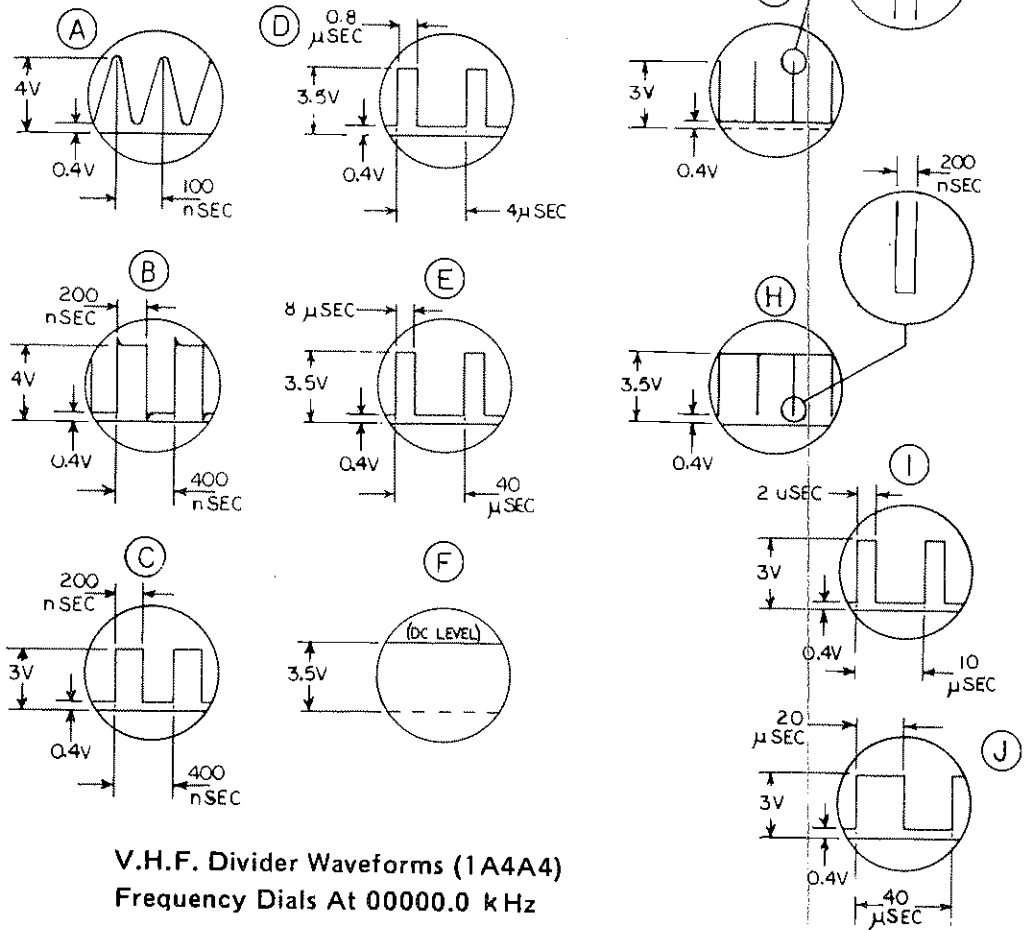 A
4V
0.4V
100
nSEC
B
200
nSEC
4V
0.4V
400
nSEC
C
200
nSEC
3V
0.4V
400
nSEC
D
0.8
μSEC
3.5V
0.4V
4μSEC
E
8 μSEC
3.5V
0.4V
40
μSEC
F
(DC LEVEL)
3.5V
3V
0.4V
200
nSEC
H
3.5V
0.4V
I
2 uSEC
3V
0.4V
10
μSEC
J
20
μSEC
3V
0.4V
40
μSEC
V.H.F. Divider Waveforms (1A4A4)
Frequency Dials At 00000.0 kHz